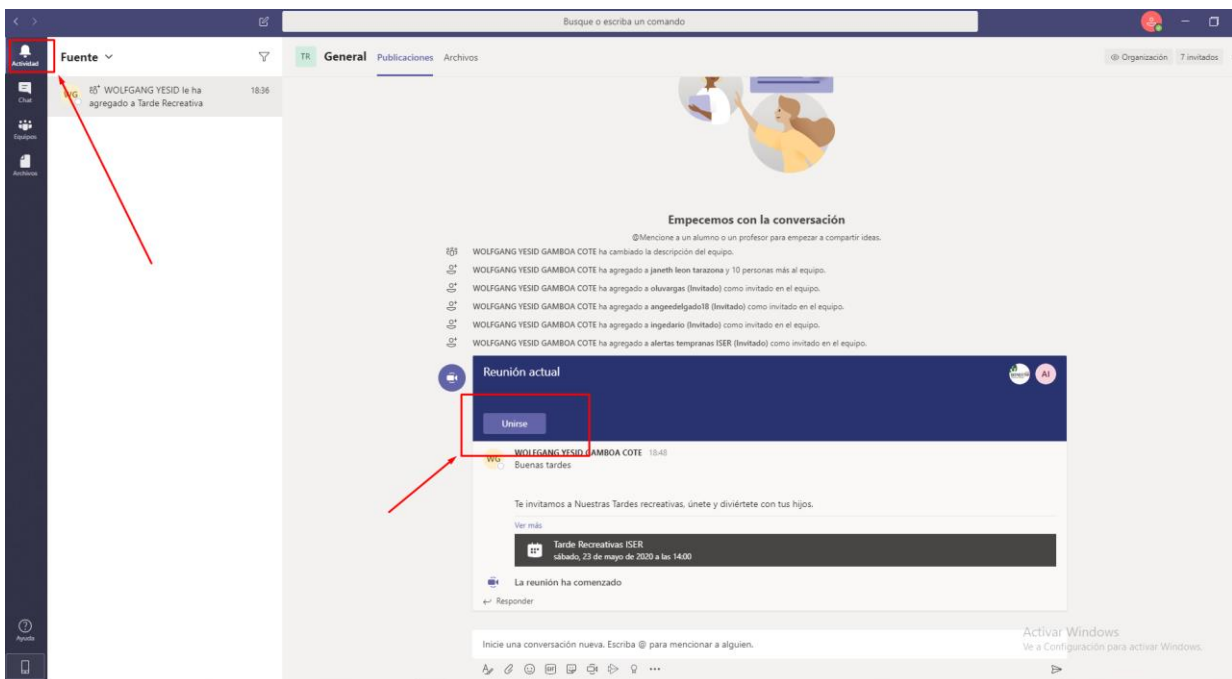 Busque o escriba un comando
Actividad
Chat
Equipos
Archivos
Ayuda
Fuente
WG
WOLFGANG YESID le ha
agregado a Tarde Recreativa
18:36
TR General Publicaciones Archivos
Organización 7 invitados
Empecemos con la conversación
@Mencione a un alumno o un profesor para empezar a compartir ideas.
WOLFGANG YESID GAMBOA COTE ha cambiado la descripción del equipo.
WOLFGANG YESID GAMBOA COTE ha agregado a janeth leon tarazona y 10 personas más al equipo.
WOLFGANG YESID GAMBOA COTE ha agregado a oluvargas (Invitado) como invitado en el equipo.
WOLFGANG YESID GAMBOA COTE ha agregado a angeedelgado18 (Invitado) como invitado en el equipo.
WOLFGANG YESID GAMBOA COTE ha agregado a ingedario (Invitado) como invitado en el equipo.
WOLFGANG YESID GAMBOA COTE ha agregado a alertas tempranas ISER (Invitado) como invitado en el equipo.
Reunión actual
AI
Unirse
WG
WOLFGANG YESID GAMBOA COTE 18:48
Buenas tardes
Te invitamos a Nuestras Tardes recreativas, únete y diviértete con tus hijos.
Ver más
Tarde Recreativas ISER
sábado, 23 de mayo de 2020 a las 14:00
La reunión ha comenzado
Responder
Inicie una conversación nueva. Escriba @ para mencionar a alguien.
GIF
Activar Windows
Ve a Configuración para activar Windows.